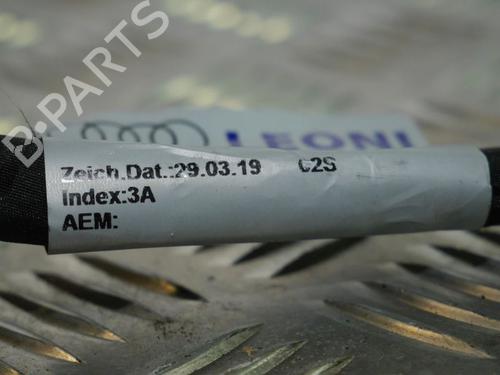 B-PARTS
LEONI
Zeich.Dat.:29.03.19 C2S
Index:3A
AEM: